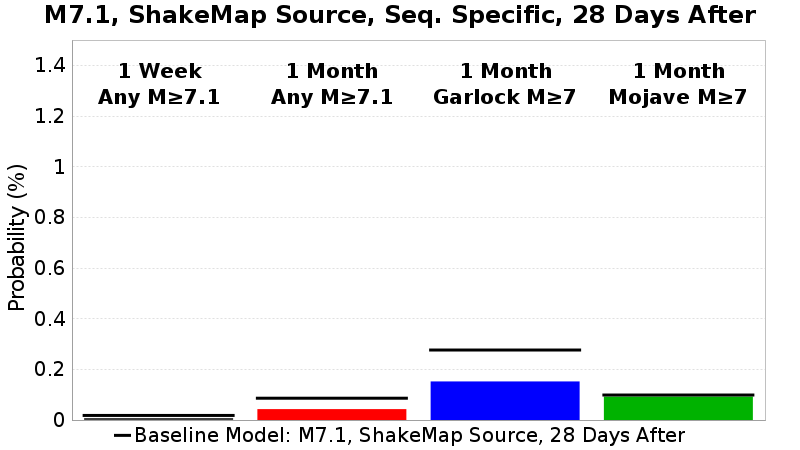 M7.1, ShakeMap Source, Seq. Specific, 28 Days After
1 Week
Any M≥7.1
1 Month
Any M≥7.1
1 Month
Garlock M≥7
1 Month
Mojave M≥7
Probability (%)
1.4
1.2
1
0.8
0.6
0.4
0.2
0
Baseline Model: M7.1, ShakeMap Source, 28 Days After